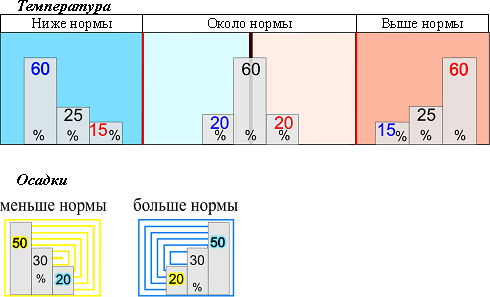 Температура
Ниже нормы Около нормы Выше нормы
60 60 60
25 25
15% 20 20 15%
% % % % % % %
Осадки
меньше нормы больше нормы
50 50
30 30
% 20 20 %